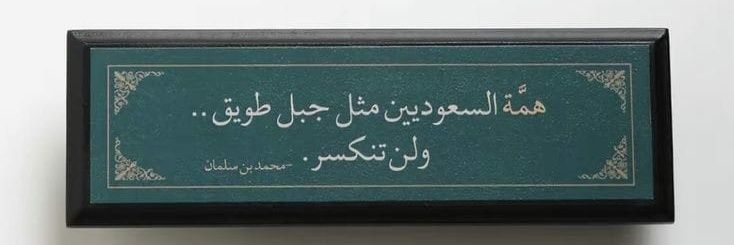 همَّة السعوديين مثل جبل طويق ..
ولن تنكسر .
-محمد بن سلمان